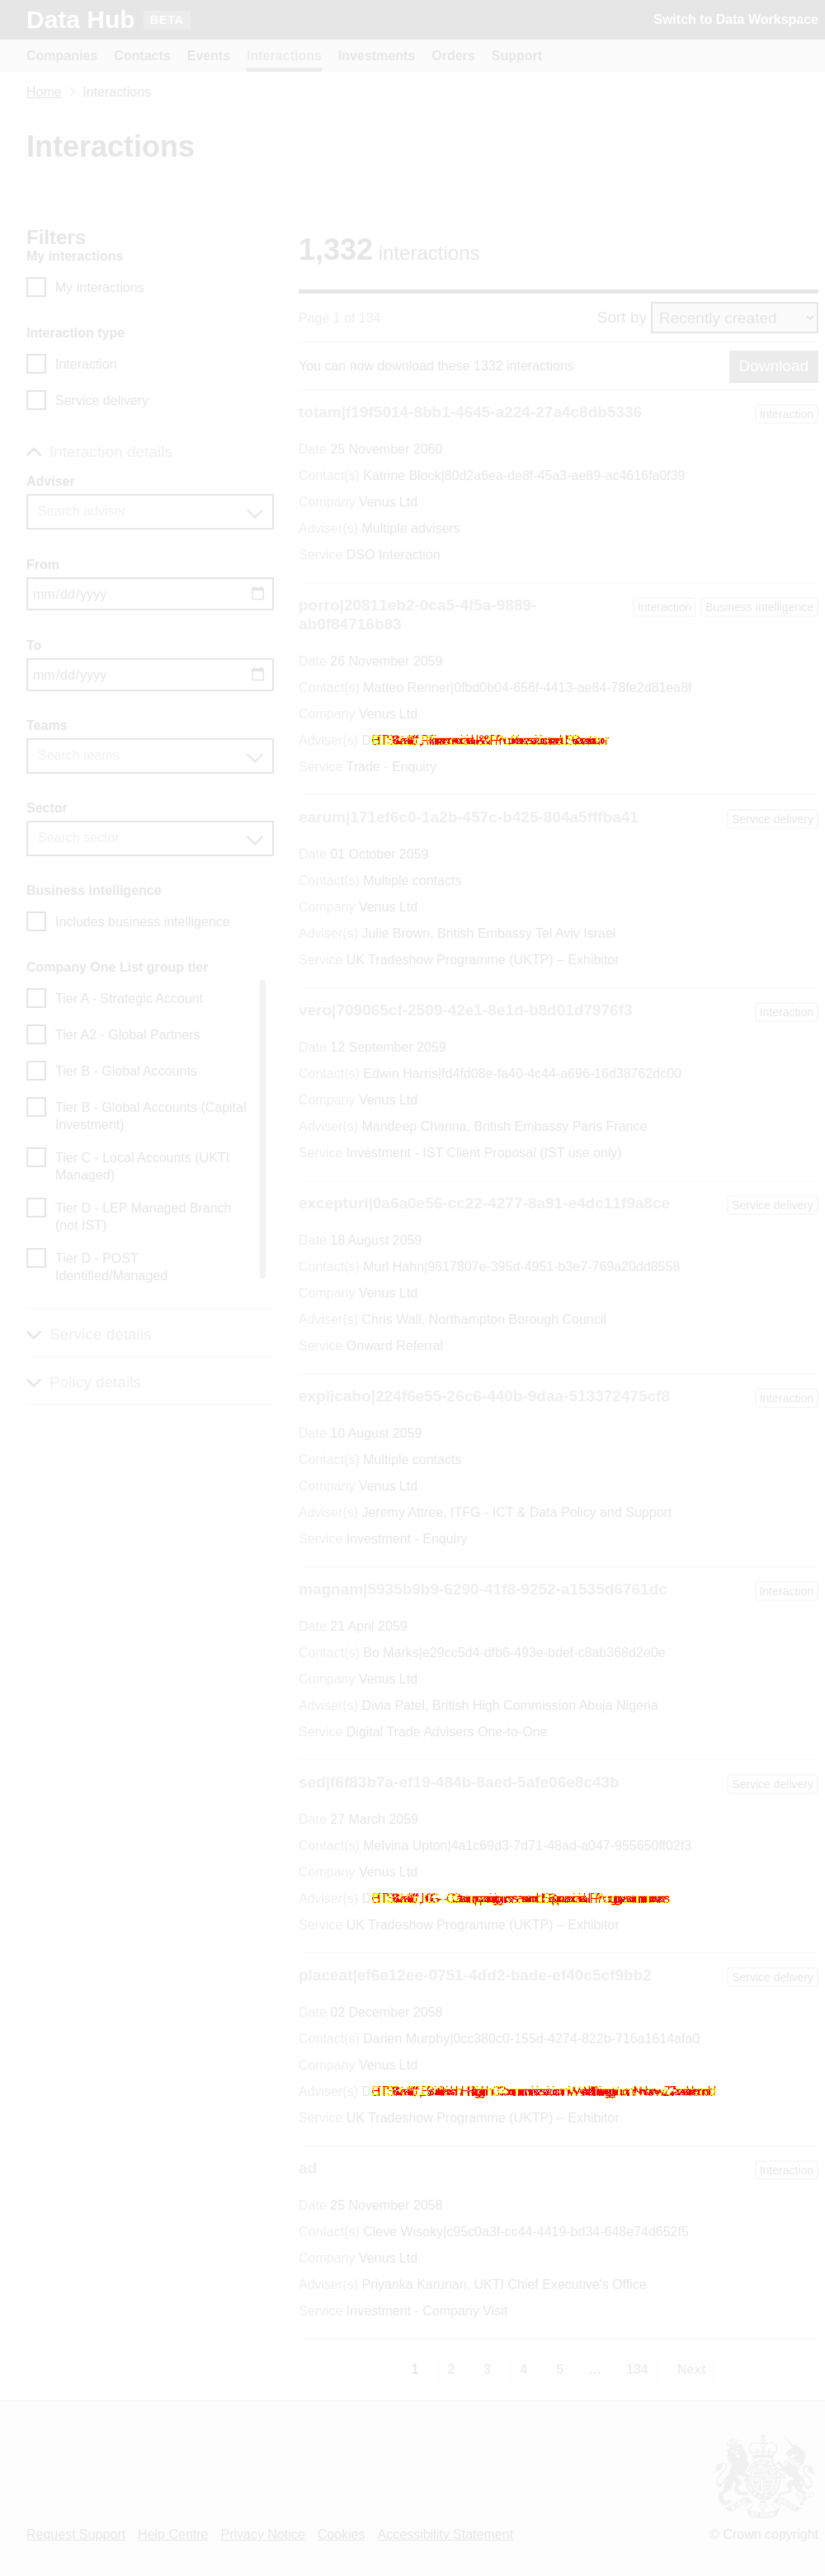 Data Hub BETA
Switch to Data Workspace
Companies Contacts Events Interactions Investments Orders Support
Home Interactions
Interactions
Filters
My interactions
My interactions
Interaction type
Interaction
Service delivery
Interaction details
Adviser
Search adviser
From
mm/dd/yyyy
To
mm/dd/yyyy
Teams
Search teams
Sector
Search sector
Business intelligence
Includes business intelligence
Company One List group tier
Tier A - Strategic Account
Tier A2 - Global Partners
Tier B - Global Accounts
Tier B - Global Accounts (Capital
Investment)
Tier C - Local Accounts (UKTI
Managed)
Tier D - LEP Managed Branch
(not IST)
Tier D - POST
Identified/Managed
Service details
Policy details
1,332 interactions
Page 1 of 134
Sort by Recently created
You can now download these 1332 interactions
Download
totam|f19f5014-8bb1-4645-a224-27a4c8db5336
Interaction
Date 25 November 2060
Contact(s) Katrine Block|80d2a6ea-de8f-45a3-ae89-ac4616fa0f39
Company Venus Ltd
Adviser(s) Multiple advisers
Service DSO Interaction
porro|20811eb2-0ca5-4f5a-9889-
ab0f84716b83
Interaction Business intelligence
Date 26 November 2059
Contact(s) Matteo Renner|0fbd0b04-656f-4413-ae84-78fe2d81ea8f
Company Venus Ltd
Adviser(s)
Service Trade - Enquiry
earum|171ef6c0-1a2b-457c-b425-804a5fffba41
Service delivery
Date 01 October 2059
Contact(s) Multiple contacts
Company Venus Ltd
Adviser(s) Julie Brown, British Embassy Tel Aviv Israel
Service UK Tradeshow Programme (UKTP) – Exhibitor
vero|709065cf-2509-42e1-8e1d-b8d01d7976f3
Interaction
Date 12 September 2059
Contact(s) Edwin Harris|fd4fd08e-fa40-4c44-a696-16d38762dc00
Company Venus Ltd
Adviser(s) Mandeep Channa, British Embassy Paris France
Service Investment - IST Client Proposal (IST use only)
excepturi|0a6a0e56-cc22-4277-8a91-e4dc11f9a8ce
Service delivery
Date 18 August 2059
Contact(s) Murl Hahn|9817807e-395d-4951-b3e7-769a20dd8558
Company Venus Ltd
Adviser(s) Chris Wall, Northampton Borough Council
Service Onward Referral
explicabo|224f6e55-26c6-440b-9daa-513372475cf8
Interaction
Date 10 August 2059
Contact(s) Multiple contacts
Company Venus Ltd
Adviser(s) Jeremy Attree, ITFG - ICT & Data Policy and Support
Service Investment - Enquiry
magnam|5935b9b9-6290-41f8-9252-a1535d6761dc
Interaction
Date 21 April 2059
Contact(s) Bo Marks|e29cc5d4-dfb6-493e-bdef-c8ab368d2e0e
Company Venus Ltd
Adviser(s) Divia Patel, British High Commission Abuja Nigeria
Service Digital Trade Advisers One-to-One
sed|f6f83b7a-ef19-484b-8aed-5afe06e8c43b
Service delivery
Date 27 March 2059
Contact(s) Melvina Upton|4a1c69d3-7d71-48ad-a047-955650ff02f3
Company Venus Ltd
Adviser(s)
Service UK Tradeshow Programme (UKTP) – Exhibitor
placeat|ef6e12ee-0751-4dd2-bade-ef40c5cf9bb2
Service delivery
Date 02 December 2058
Contact(s) Darien Murphy|0cc380c0-155d-4274-822b-716a1614afa0
Company Venus Ltd
Adviser(s)
Service UK Tradeshow Programme (UKTP) – Exhibitor
ad
Interaction
Date 25 November 2058
Contact(s) Cleve Wisoky|c95c0a3f-cc44-4419-bd34-648e74d652f5
Company Venus Ltd
Adviser(s) Priyanka Karunan, UKTI Chief Executive's Office
Service Investment - Company Visit
1 2 3 4 5 … 134 Next
Request Support Help Centre Privacy Notice Cookies Accessibility Statement
© Crown copyright